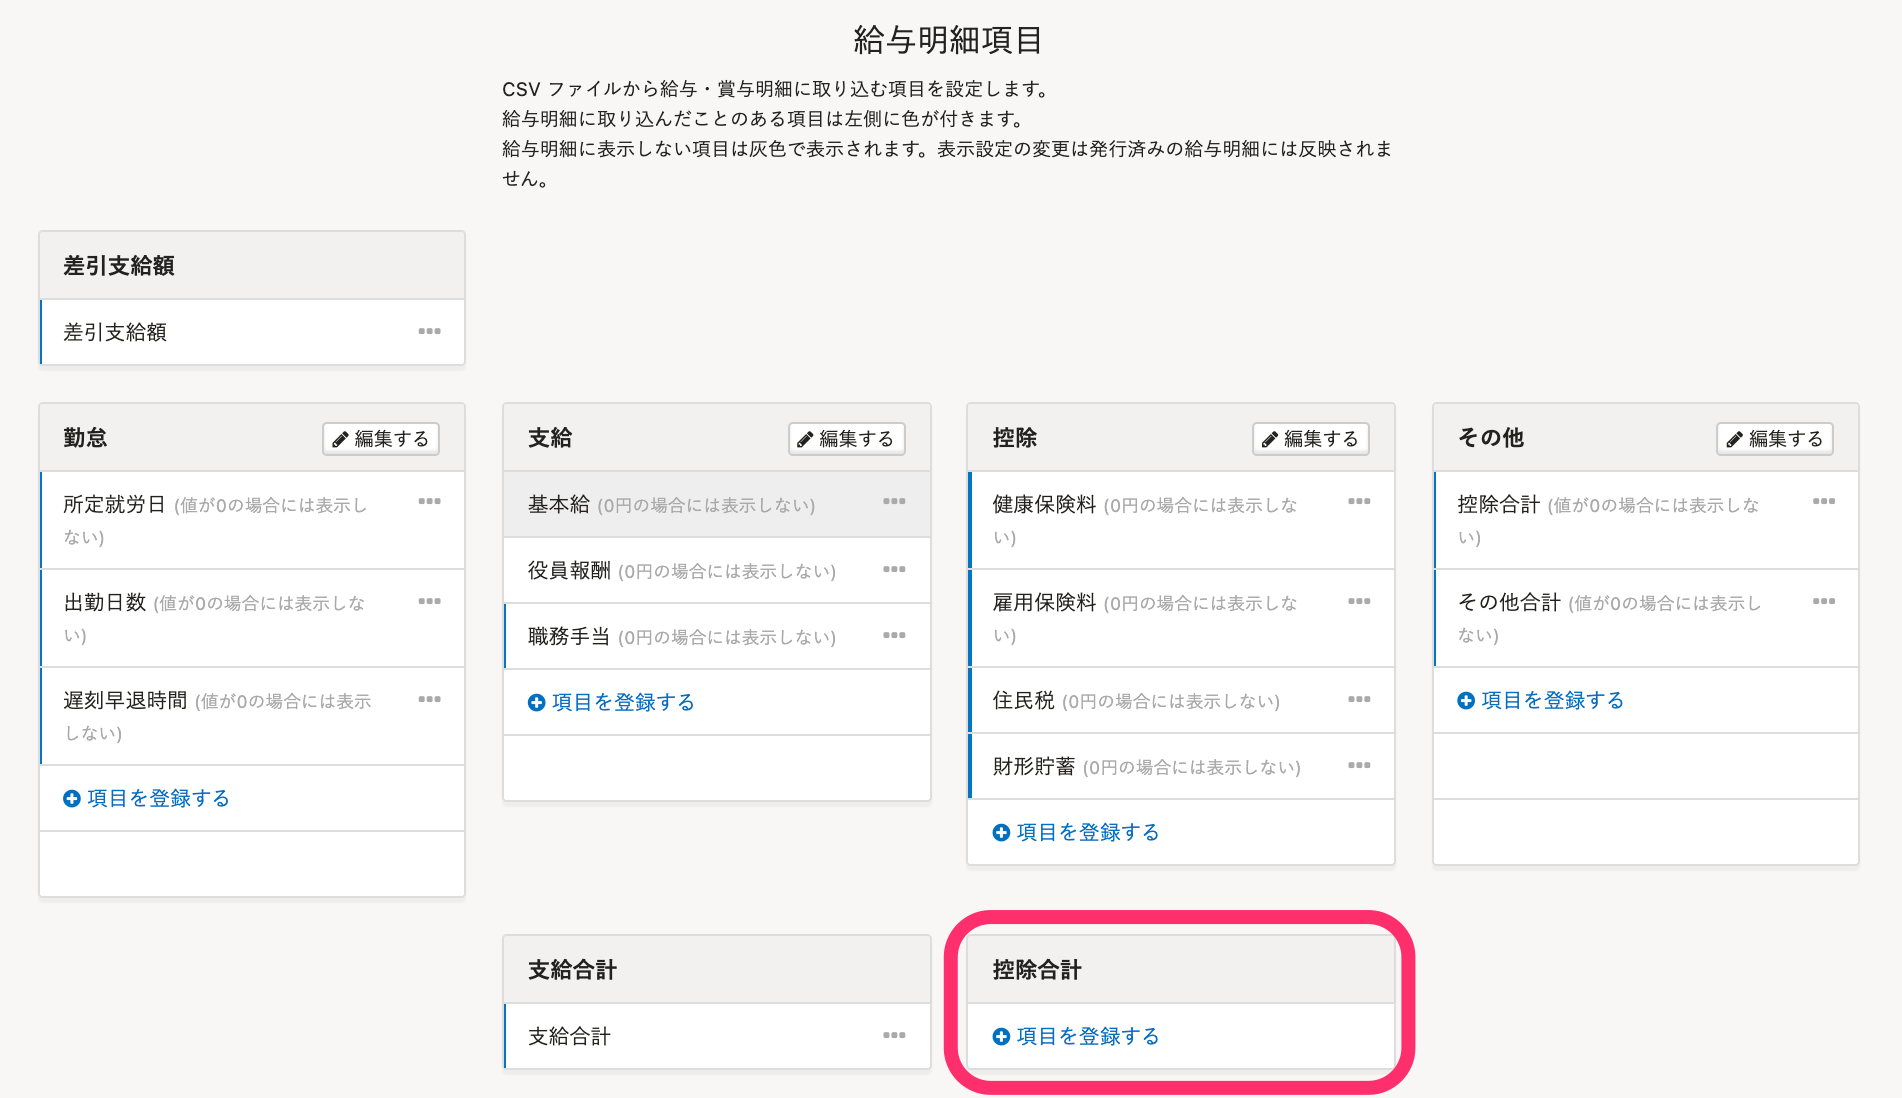 給与明細項目
CSV ファイルから給与・賞与明細に取り込む項目を設定します。
給与明細に取り込んだことのある項目は左側に色が付きます。
給与明細に表示しない項目は灰色で表示されます。表示設定の変更は発行済みの給与明細には反映されま
せん。
差引支給額
差引支給額
勤怠
編集する
所定就労日 (値が0の場合には表示し
ない)
出勤日数 (値が0の場合には表示しな
い)
遅刻早退時間 (値が0の場合には表示
しない)
項目を登録する
支給
編集する
基本給 (0円の場合には表示しない)
役員報酬 (0円の場合には表示しない)
職務手当 (0円の場合には表示しない)
項目を登録する
控除
編集する
健康保険料 (0円の場合には表示しな
い)
雇用保険料 (0円の場合には表示しな
い)
住民税 (0円の場合には表示しない)
財形貯蓄 (0円の場合には表示しない)
項目を登録する
その他
編集する
控除合計 (値が0の場合には表示しな
い)
その他合計 (値が0の場合には表示し
ない)
項目を登録する
支給合計
支給合計
控除合計
項目を登録する